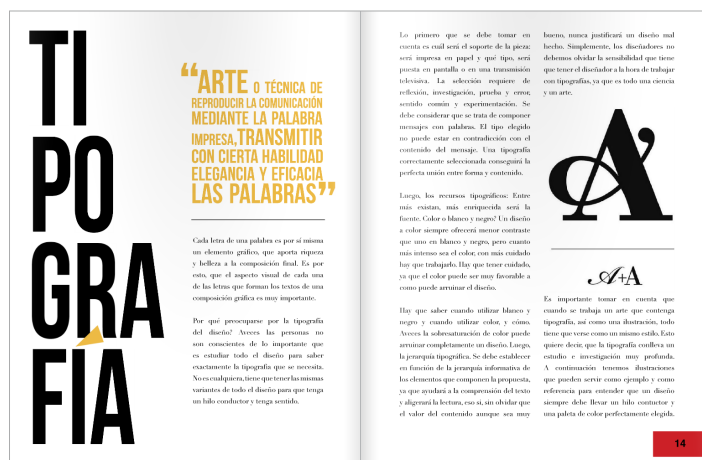 TI
PO
GRA
FÍA
“ARTE O TÉCNICA DE
REPRODUCIR LA COMUNICACIÓN
MEDIANTE LA PALABRA
IMPRESA, TRANSMITIR
CON CIERTA HABILIDAD
ELEGANCIA Y EFICACIA
LAS PALABRAS”
Cada letra de una palabra es por sí misma
un elemento gráfico, que aporta riqueza
y belleza a la composición final. Es por
esto, que el aspecto visual de cada una
de las letras que forman los textos de una
composición gráfica es muy importante.
Por qué preocuparse por la tipografía
del diseño? Aveces las personas no
son conscientes de lo importante que
es estudiar todo el diseño para saber
exactamente la tipografía que se necesita.
No es cualquiera, tiene que tener las mismas
variantes de todo el diseño para que tenga
un hilo conductor y tenga sentido.
Lo primero que se debe tomar en
cuenta es cuál será el soporte de la pieza:
será impresa en papel y qué tipo, será
puesta en pantalla o en una transmisión
televisiva. La selección requiere de
reflexión, investigación, prueba y error,
sentido común y experimentación. Se
debe considerar que se trata de componer
mensajes con palabras. El tipo elegido
no puede estar en contradicción con el
contenido del mensaje. Una tipografía
correctamente seleccionada conseguirá la
perfecta unión entre forma y contenido.
Luego, los recursos tipográficos: Entre
más existan, más enriquecida será la
fuente. Color o blanco y negro? Un diseño
a color siempre ofrecerá menor contraste
que uno en blanco y negro, pero cuanto
más intenso sea el color, con más cuidado
hay que trabajarlo. Hay que tener cuidado,
ya que el color puede ser muy favorable a
como puede arruinar el diseño.
Hay que saber cuando utilizar blanco y
negro y cuando utilizar color, y cómo.
Aveces la sobresaturación de color puede
arruinar completamente un diseño. Luego,
la jerarquía tipográfica. Se debe establecer
en función de la jerarquía informativa de
los elementos que componen la propuesta,
ya que ayudará a la comprensión del texto
y aligerará la lectura, eso si, sin olvidar que
el valor del contenido aunque sea muy
bueno, nunca justificará un diseño mal
hecho. Simplemente, los diseñadores no
debemos olvidar la sensibilidad que tiene
que tener el diseñador a la hora de trabajar
con tipografías, ya que es todo una ciencia
y un arte.
A
A+A
Es importante tomar en cuenta que
cuando se trabaja un arte que contenga
tipografía, así como una ilustración, todo
tiene que verse como un mismo estilo. Esto
quiere decir, que la tipografía conlleva un
estudio e investigación muy profunda.
A continuación tenemos ilustraciones
que pueden servir como ejemplo y como
referencia para entender que un diseño
siempre debe llevar un hilo contuctor y
una paleta de color perfectamente elegida.
14